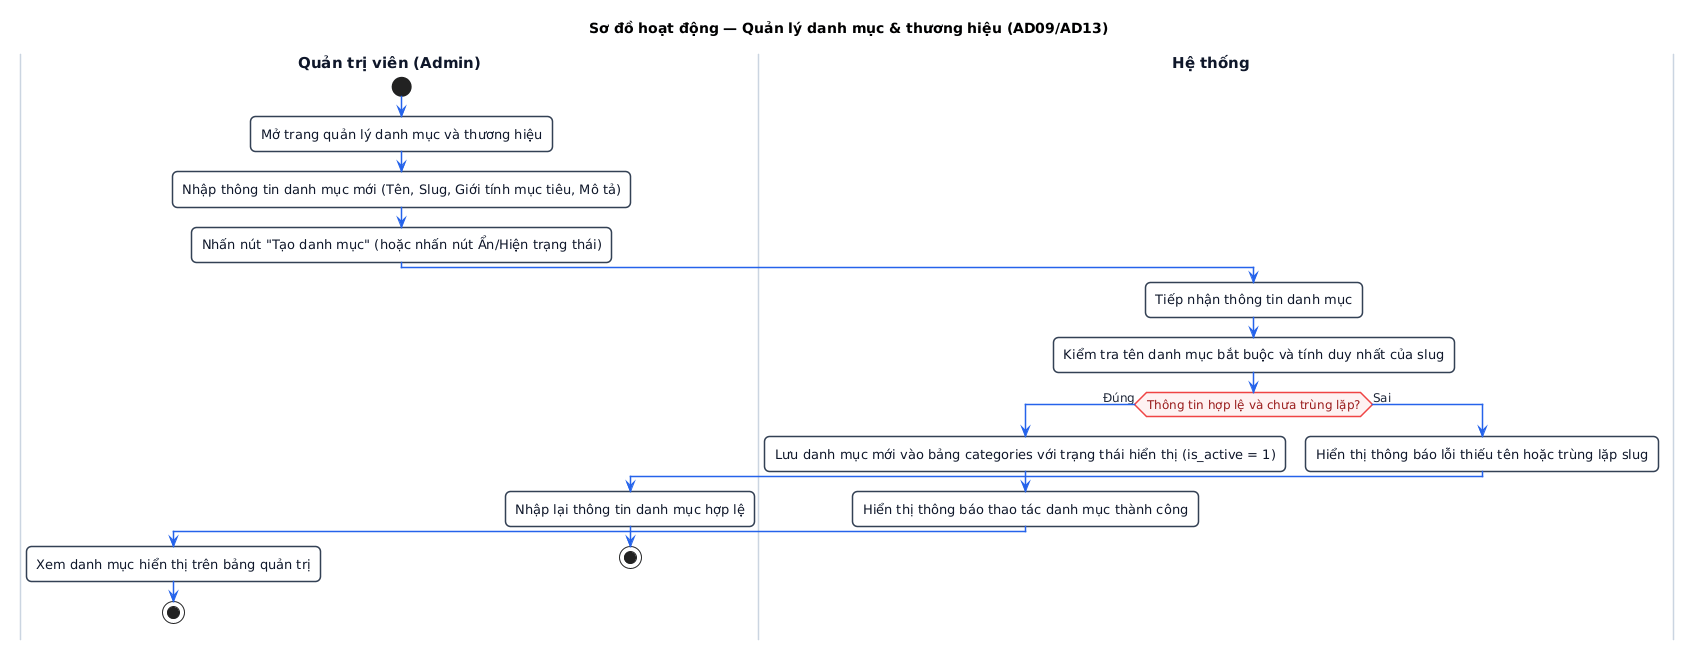 Sơ đồ hoạt động — Quản lý danh mục & thương hiệu (AD09/AD13)
Quản trị viên (Admin)
Hệ thống
Mở trang quản lý danh mục và thương hiệu
Nhập thông tin danh mục mới (Tên, Slug, Giới tính mục tiêu, Mô tả)
Nhấn nút "Tạo danh mục" (hoặc nhấn nút Ẩn/Hiện trạng thái)
Tiếp nhận thông tin danh mục
Kiểm tra tên danh mục bắt buộc và tính duy nhất của slug
Đúng
Thông tin hợp lệ và chưa trùng lặp?
Sai
Lưu danh mục mới vào bảng categories với trạng thái hiển thị (is_active = 1)
Hiển thị thông báo lỗi thiếu tên hoặc trùng lặp slug
Nhập lại thông tin danh mục hợp lệ
Hiển thị thông báo thao tác danh mục thành công
Xem danh mục hiển thị trên bảng quản trị